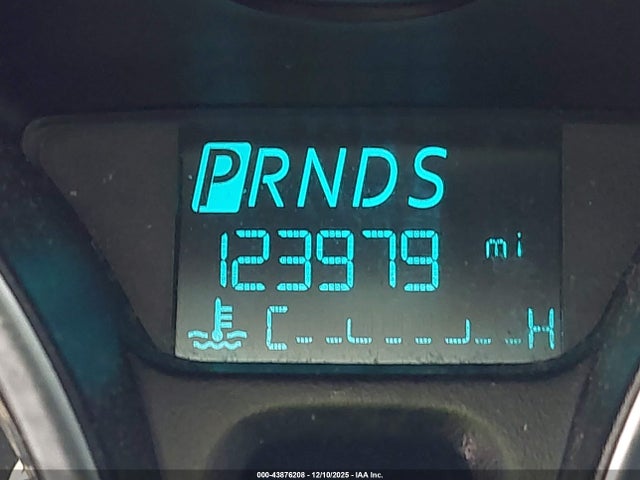 PRNDS
123979 mi
C H
000-43876208 - 12/10/2025 - IAA Inc.